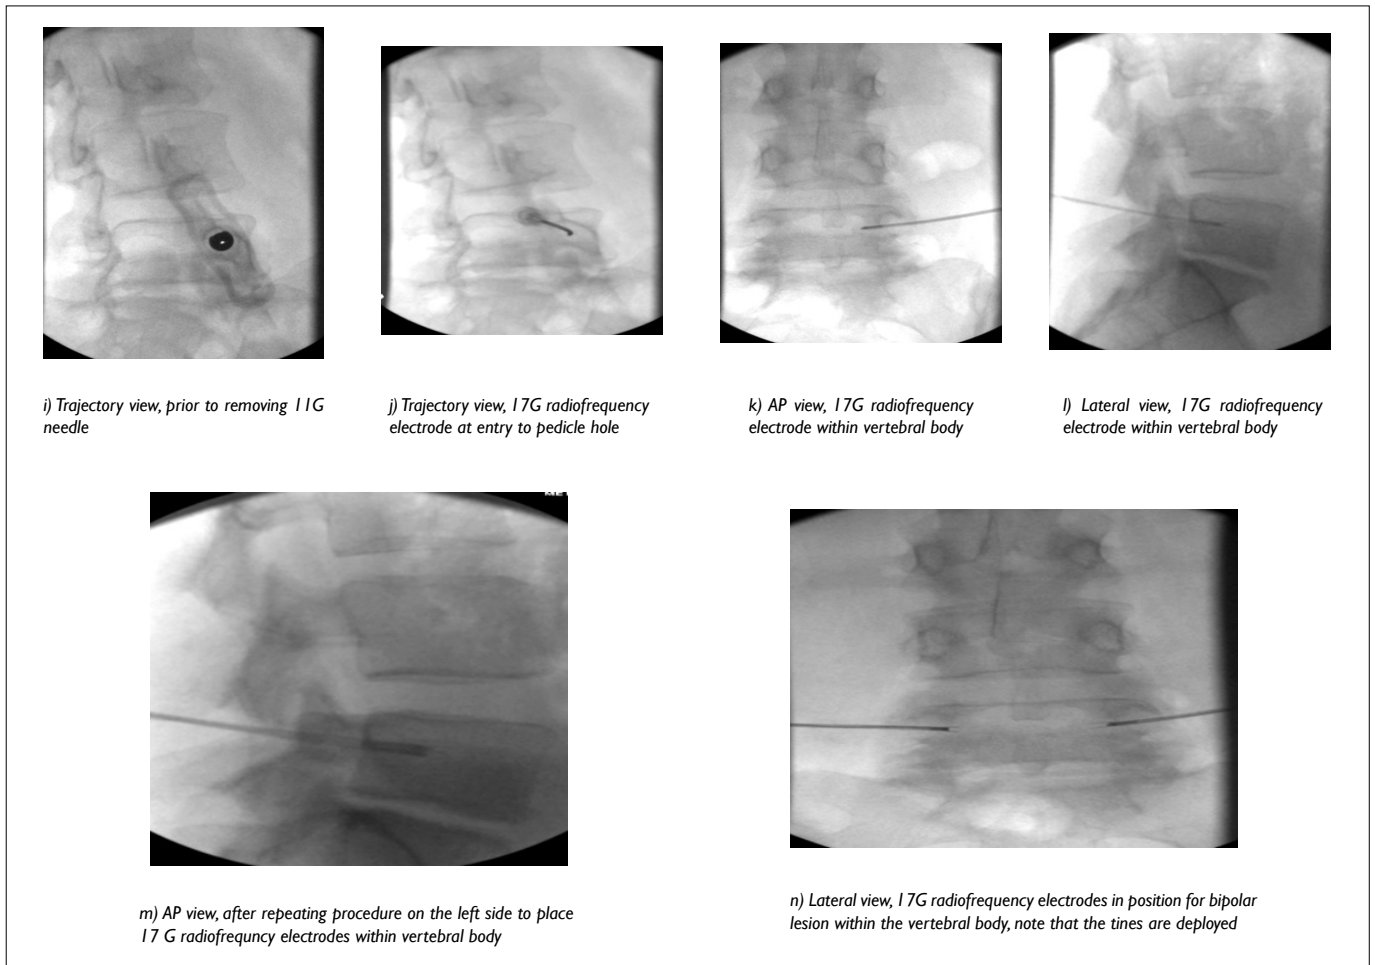 i) Trajectory view, prior to removing 11G
needle
j) Trajectory view, 17G radiofrequency
electrode at entry to pedicle hole
k) AP view, 17G radiofrequency
electrode within vertebral body
l) Lateral view, 17G radiofrequency
electrode within vertebral body
m) AP view, after repeating procedure on the left side to place
17 G radiofrequncy electrodes within vertebral body
n) Lateral view, 17G radiofrequency electrodes in position for bipolar
lesion within the vertebral body, note that the tines are deployed